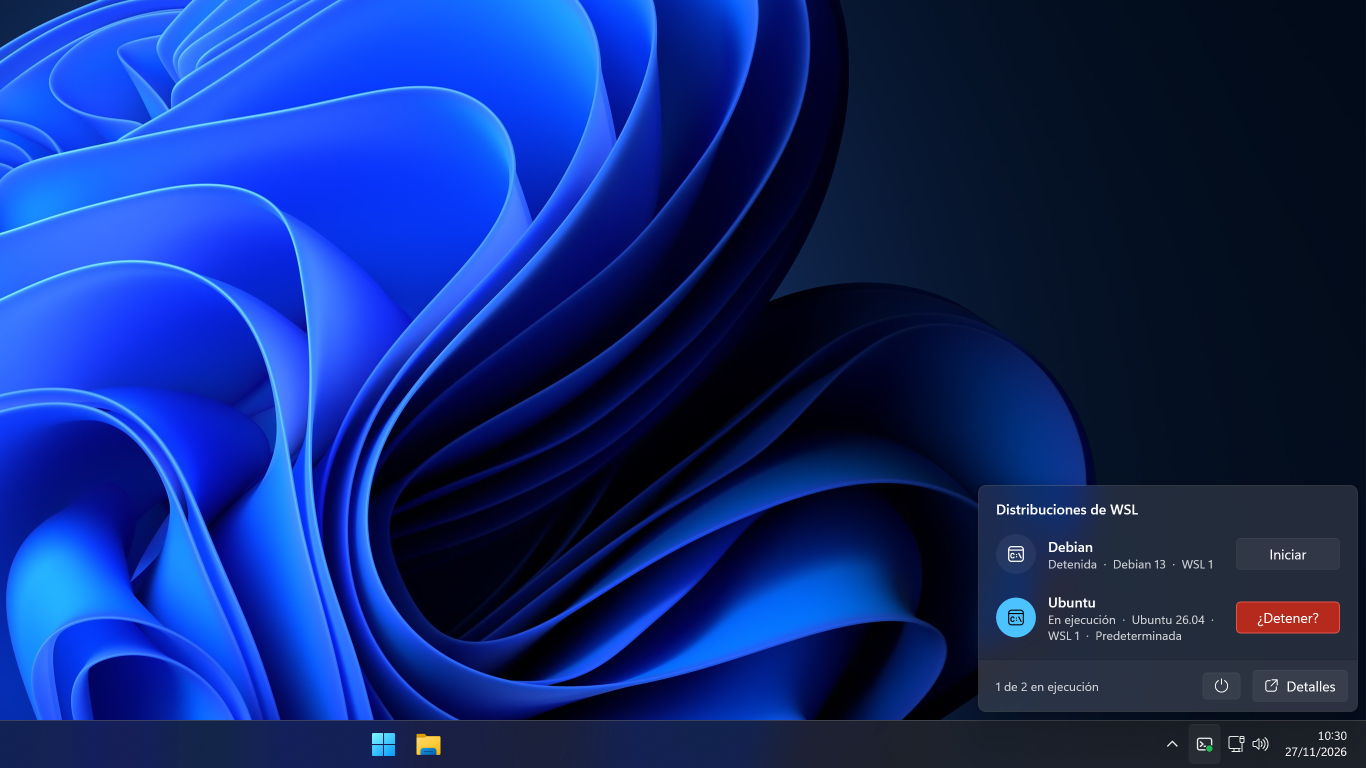 Distribuciones de WSL
Debian
Detenida · Debian 13 · WSL 1
Iniciar
Ubuntu
En ejecución · Ubuntu 26.04 ·
WSL 1 · Predeterminada
¿Detener?
1 de 2 en ejecución
Detalles
10:30
27/11/2026